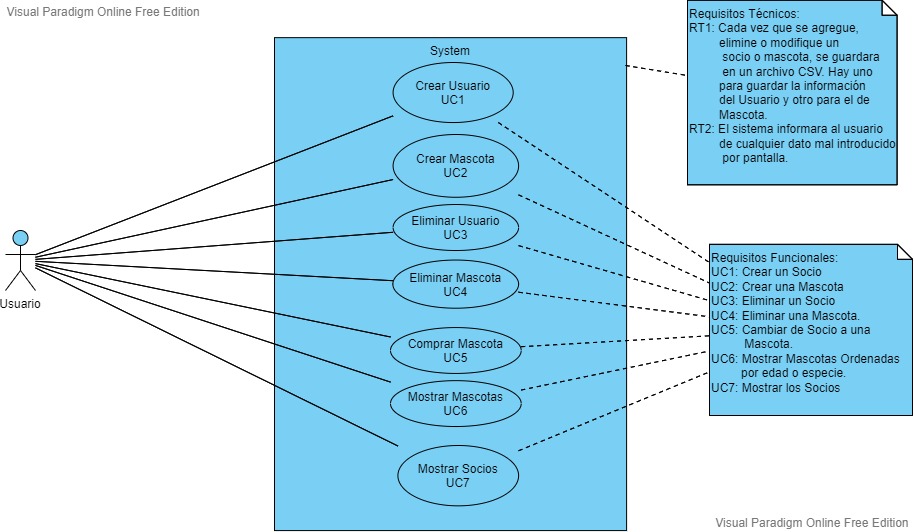 Visual Paradigm Online Free Edition
Requisitos Técnicos:
RT1: Cada vez que se agregue,
elimine o modifique un
socio o mascota, se guardara
en un archivo CSV. Hay uno
para guardar la información
del Usuario y otro para el de
Mascota.
RT2: El sistema informara al usuario
de cualquier dato mal introducido
por pantalla.
System
Crear Usuario
UC1
Crear Mascota
UC2
Eliminar Usuario
UC3
Eliminar Mascota
UC4
Comprar Mascota
UC5
Mostrar Mascotas
UC6
Mostrar Socios
UC7
Usuario
Requisitos Funcionales:
UC1: Crear un Socio
UC2: Crear una Mascota
UC3: Eliminar un Socio
UC4: Eliminar una Mascota.
UC5: Cambiar de Socio a una
Mascota.
UC6: Mostrar Mascotas Ordenadas
por edad o especie.
UC7: Mostrar los Socios
Visual Paradigm Online Free Edition